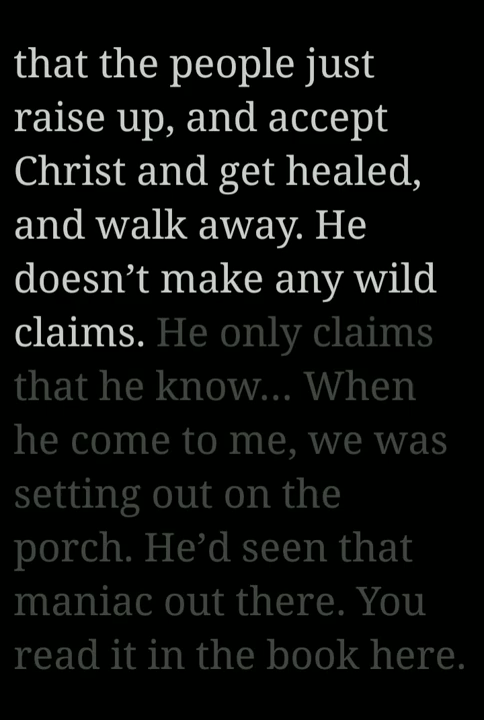 that the people just
raise up, and accept
Christ and get healed,
and walk away. He
doesn’t make any wild
claims. He only claims
that he know... When
he come to me, we was
setting out on the
porch. He’d seen that
maniac out there. You
read it in the book here.